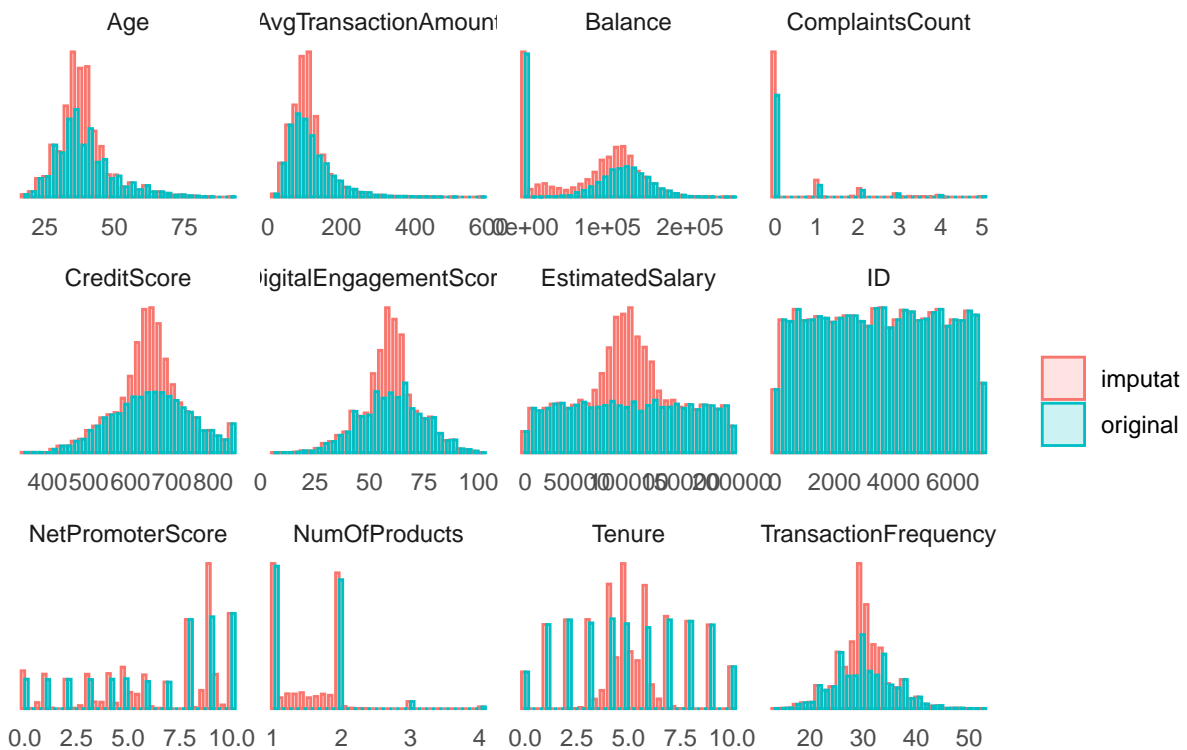 Age AvgTransactionAmount Balance ComplaintsCount
25 50 75 0 200 400 600 0e+00 1e+05 2e+05 0 1 2 3 4 5
CreditScore DigitalEngagementScor EstimatedSalary ID
400 500 600 700 800 0 25 50 75 100 0 50000 100000 150000 200000 0 2000 4000 6000
imputat
original
NetPromoterScore NumOfProducts Tenure TransactionFrequency
0.0 2.5 5.0 7.5 10.0 1 2 3 4 0.0 2.5 5.0 7.5 10.0 20 30 40 50